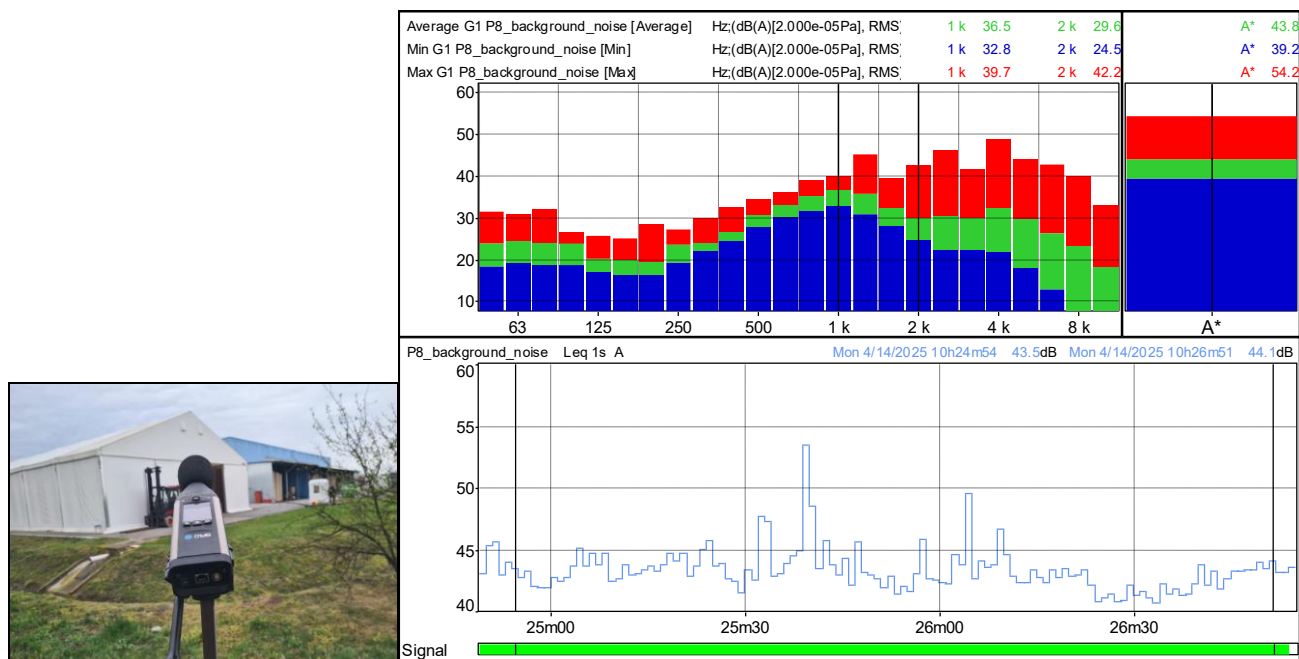 Average G1 P8_background_noise [Average] Hz;(dB(A)[2.000e-05Pa], RMS) 1 k 36.5 2 k 29.6 A* 43.8
Min G1 P8_background_noise [Min] Hz;(dB(A)[2.000e-05Pa], RMS) 1 k 32.8 2 k 24.5 A* 39.2
Max G1 P8_background_noise [Max] Hz;(dB(A)[2.000e-05Pa], RMS) 1 k 39.7 2 k 42.2 A* 54.2
60
50
40
30
20
10
63 125 250 500 1 k 2 k 4 k 8 k A*
P8_background_noise Leq 1s A Mon 4/14/2025 10h24m54 43.5dB Mon 4/14/2025 10h26m51 44.1dB
60
55
50
45
40
25m00 25m30 26m00 26m30
Signal